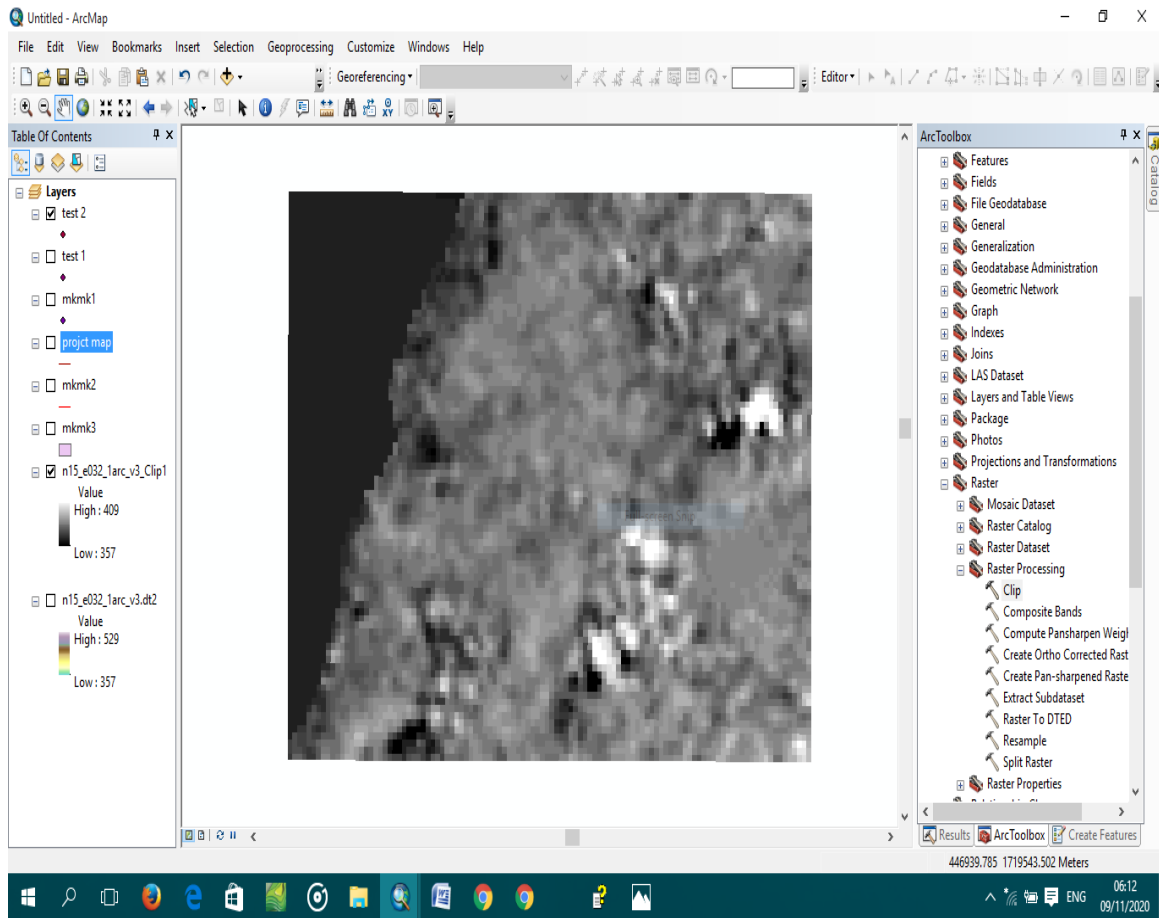 Untitled - ArcMap
File Edit View Bookmarks Insert Selection Geoprocessing Customize Windows Help
Georeferencing
Editor
Table Of Contents
Layers
test 2
test 1
mkmk1
projct map
mkmk2
mkmk3
n15_e032_1arc_v3_Clip1
Value
High : 409
Low : 357
n15_e032_1arc_v3.dt2
Value
High : 529
Low : 357
ArcToolbox
Features
Fields
File Geodatabase
General
Generalization
Geodatabase Administration
Geometric Network
Graph
Indexes
Joins
LAS Dataset
Layers and Table Views
Package
Photos
Projections and Transformations
Raster
Mosaic Dataset
Raster Catalog
Raster Dataset
Raster Processing
Clip
Composite Bands
Compute Pansharpen Weigh
Create Ortho Corrected Rast
Create Pan-sharpened Raste
Extract Subdataset
Raster To DTED
Resample
Split Raster
Raster Properties
Catalog
Results ArcToolbox Create Features
446939.785 1719543.502 Meters
ENG
06:12
09/11/2020